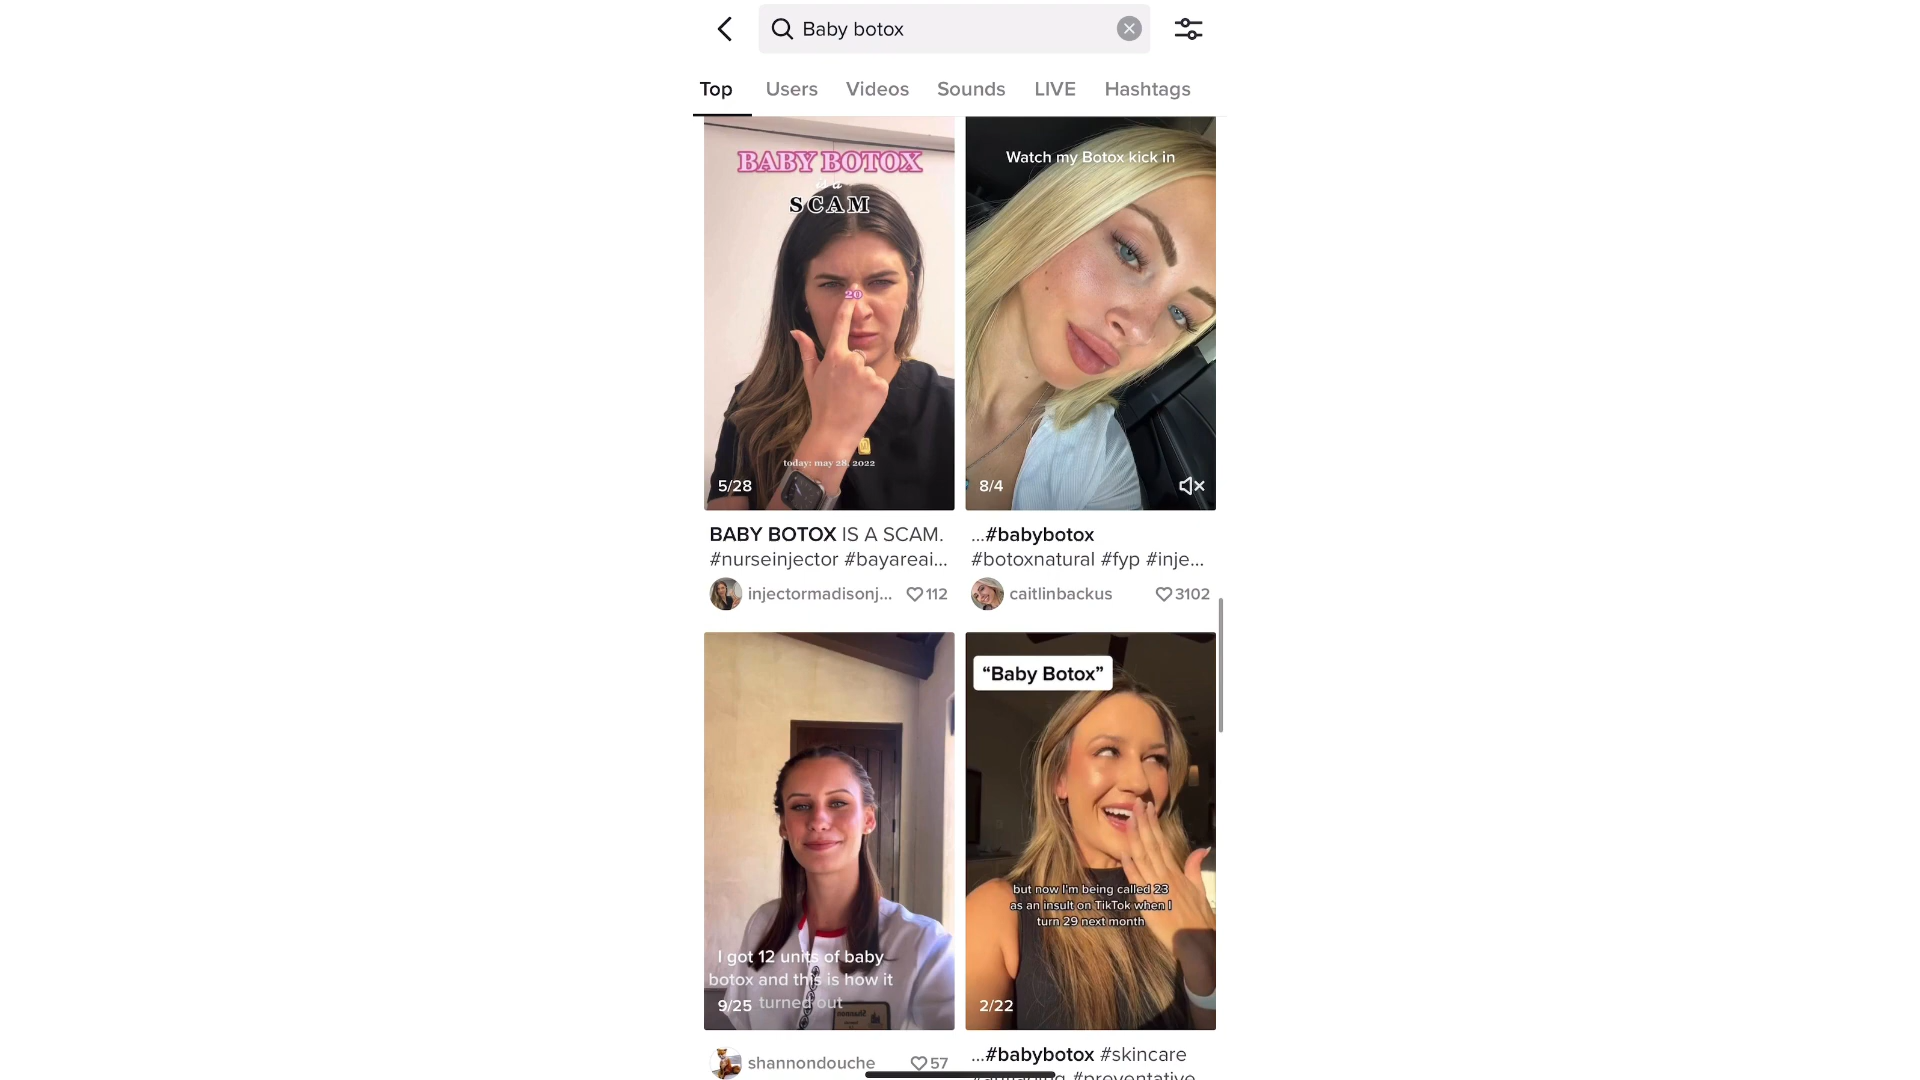 Baby botox
Top Users Videos Sounds LIVE Hashtags
BABY BOTOX
is a
SCAM
20
today: may 28, 2022
5/28
BABY BOTOX IS A SCAM.
#nurseinjector #bayareai...
injectormadisonj... 112
Watch my Botox kick in
8/4
...#babybotox
#botoxnatural #fyp #inje...
caitlinbackus 3102
I got 12 units of baby
botox and this is how it
turned out
9/25
shannondouche 57
“Baby Botox”
but now I'm being called 23
as an insult on TikTok when I
turn 29 next month
2/22
...#babybotox #skincare
#antiaging #preventative